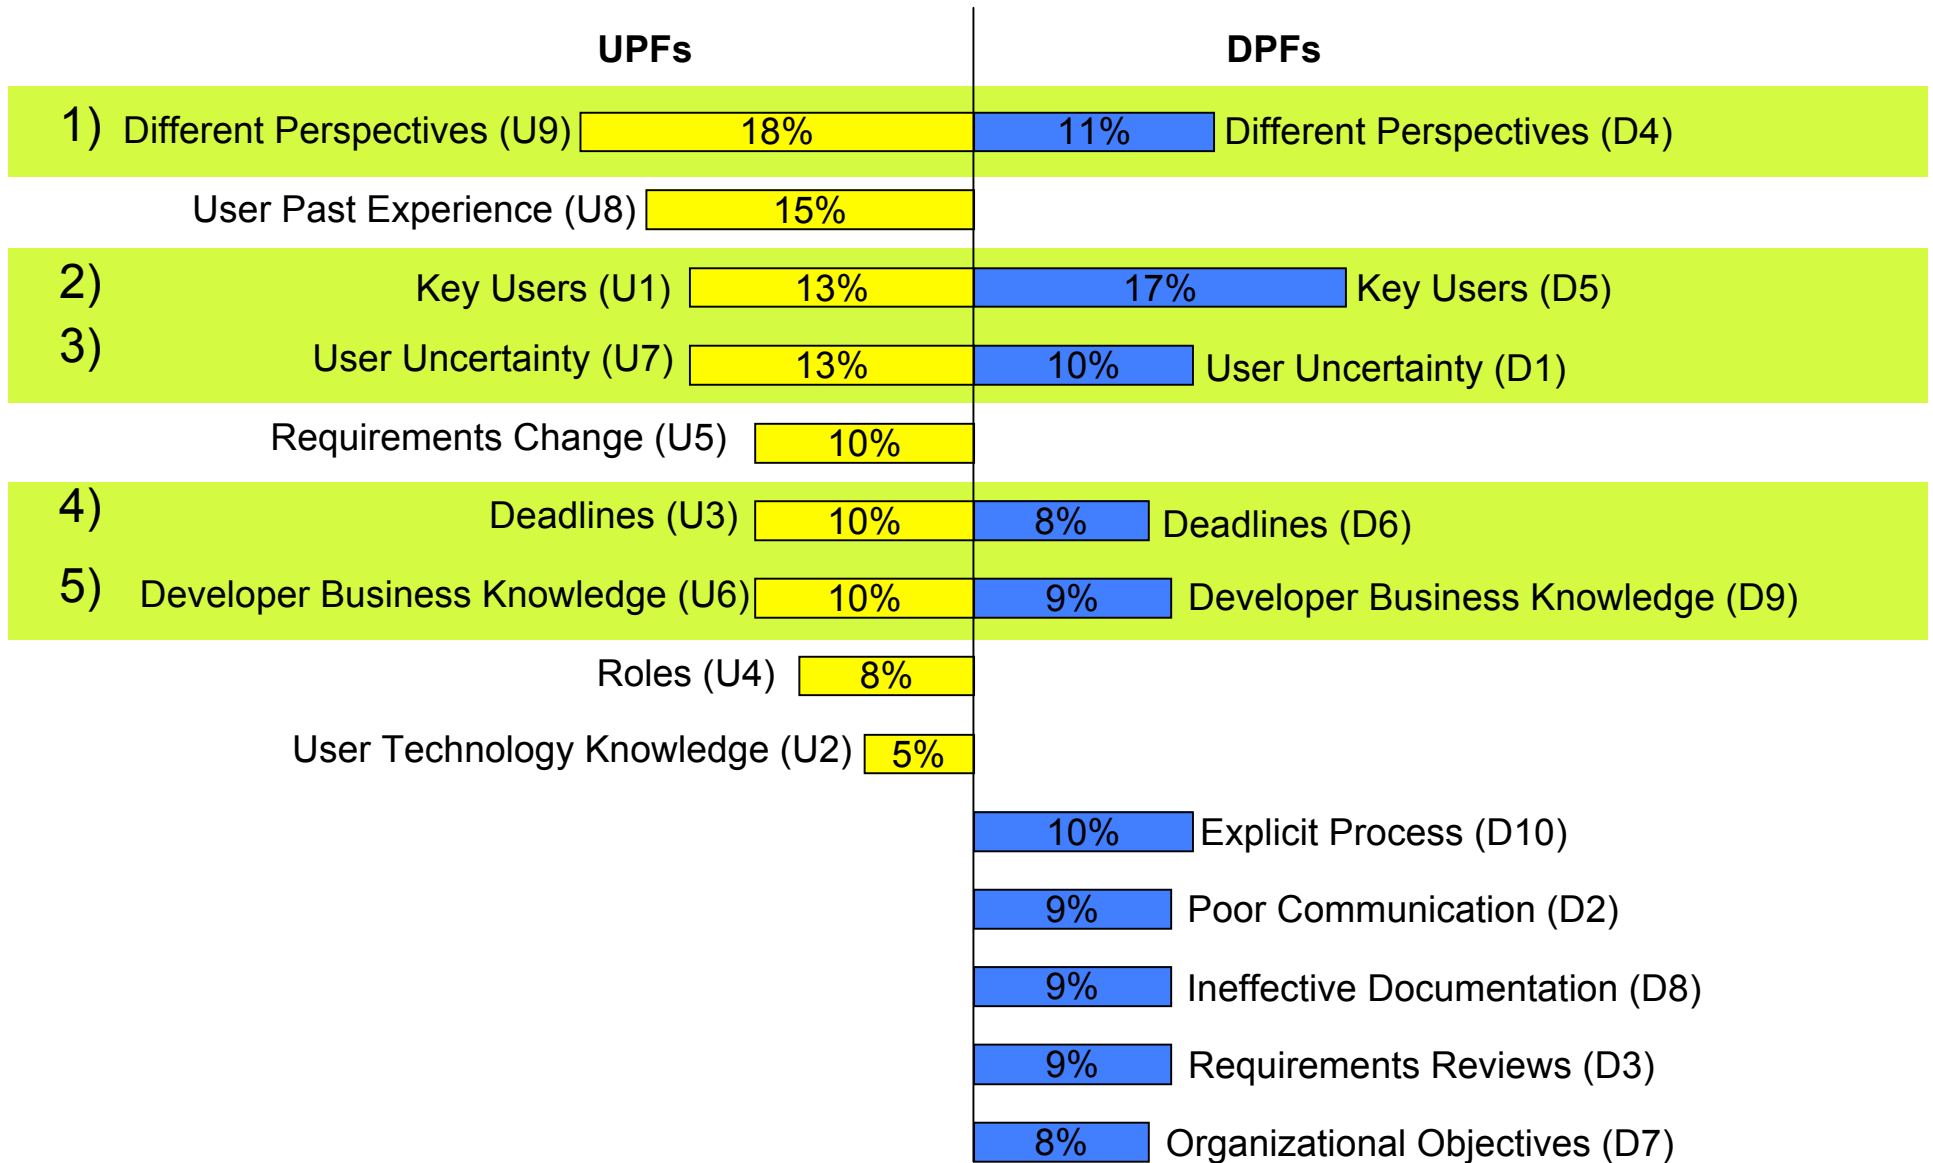 UPFs DPFs
1) Different Perspectives (U9) 18% 11% Different Perspectives (D4)
User Past Experience (U8) 15%
2) Key Users (U1) 13% 17% Key Users (D5)
3) User Uncertainty (U7) 13% 10% User Uncertainty (D1)
Requirements Change (U5) 10%
4) Deadlines (U3) 10% 8% Deadlines (D6)
5) Developer Business Knowledge (U6) 10% 9% Developer Business Knowledge (D9)
Roles (U4) 8%
User Technology Knowledge (U2) 5%
10% Explicit Process (D10)
9% Poor Communication (D2)
9% Ineffective Documentation (D8)
9% Requirements Reviews (D3)
8% Organizational Objectives (D7)